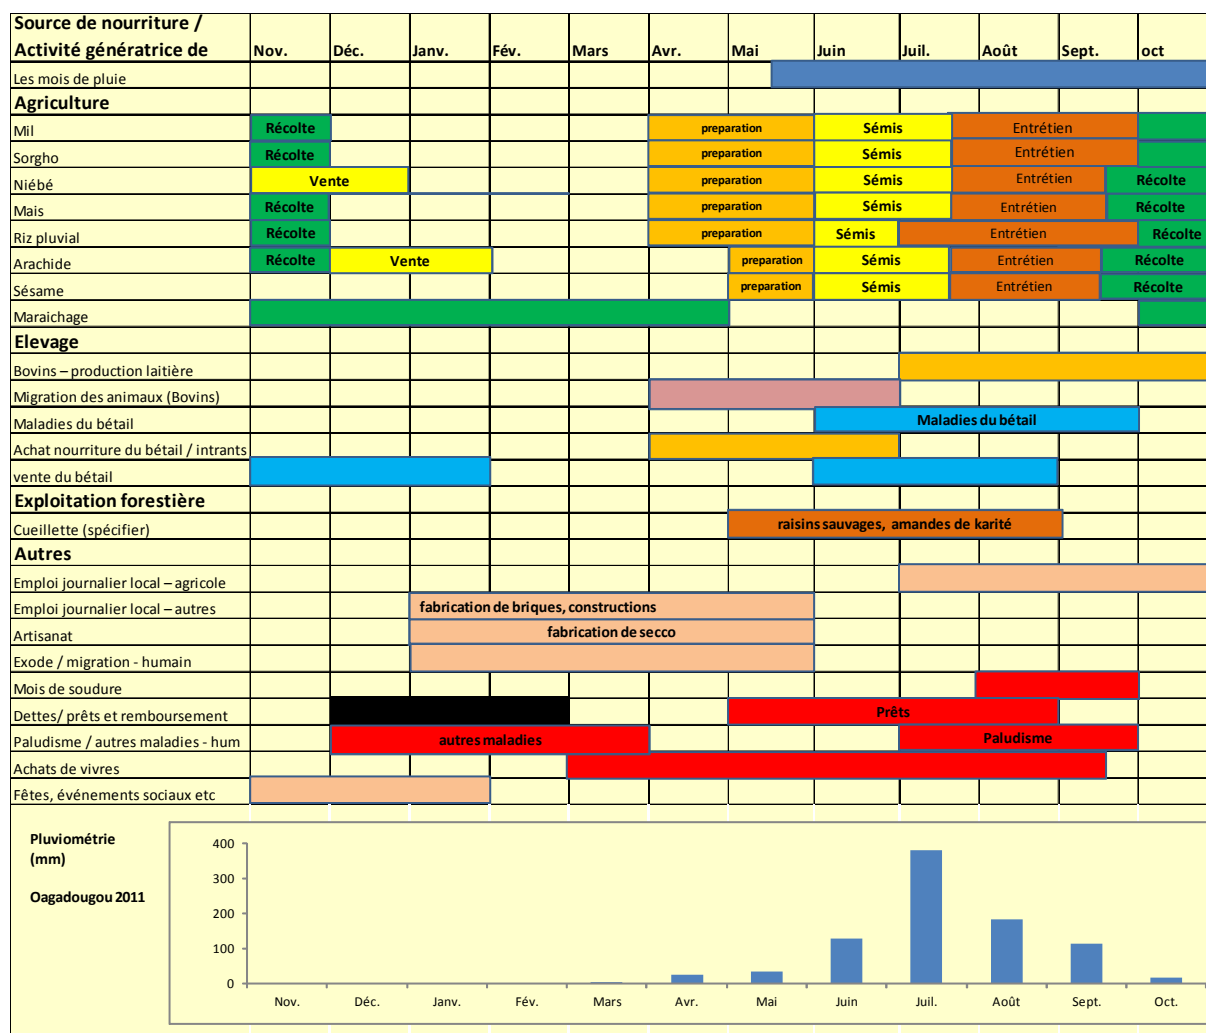 Source de nourriture /
Activité génératrice de Nov. Déc. Janv. Fév. Mars Avr. Mai Juin Juil. Août Sept. oct
Les mois de pluie
Agriculture
Mil Récolte preparation Sémis Entrétien
Sorgho Récolte preparation Sémis Entrétien
Niébé Vente preparation Sémis Entrétien Récolte
Mais Récolte preparation Sémis Entrétien Récolte
Riz pluvial Récolte preparation Sémis Entrétien Récolte
Arachide Récolte Vente preparation Sémis Entrétien Récolte
Sésame preparation Sémis Entrétien Récolte
Maraichage
Elevage
Bovins – production laitière
Migration des animaux (Bovins)
Maladies du bétail Maladies du bétail
Achat nourriture du bétail / intrants
vente du bétail
Exploitation forestière
Cueillette (spécifier) raisins sauvages, amandes de karité
Autres
Emploi journalier local – agricole
Emploi journalier local – autres fabrication de briques, constructions
Artisanat fabrication de secco
Exode / migration - humain
Mois de soudure
Dettes/ prêts et remboursement Prêts
Paludisme / autres maladies - hum autres maladies Paludisme
Achats de vivres
Fêtes, événements sociaux etc
Pluviométrie
(mm)
Oagadougou 2011
400
300
200
100
0
Nov. Déc. Janv. Fév. Mars Avr. Mai Juin Juil. Août Sept. Oct.